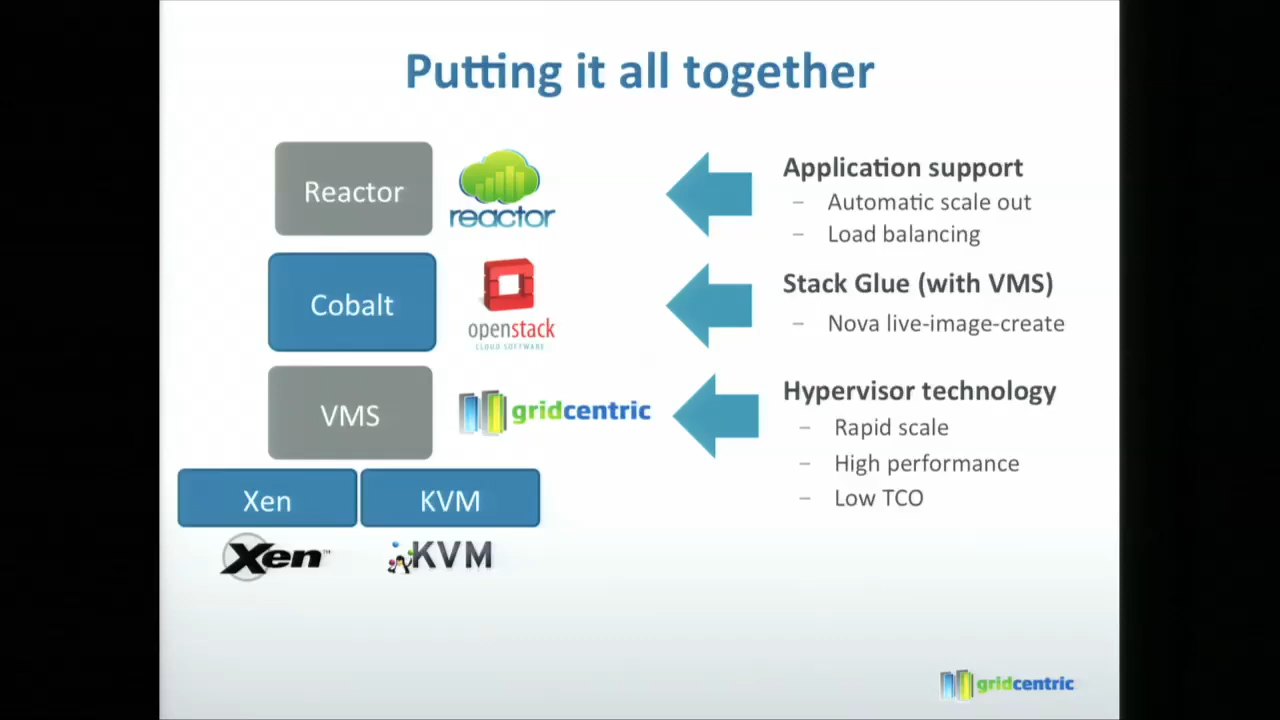 Putting it all together
Reactor
reactor
Application support
– Automatic scale out
– Load balancing
Cobalt
openstack
CLOUD SOFTWARE
Stack Glue (with VMS)
– Nova live-image-create
VMS
gridcentric
Hypervisor technology
– Rapid scale
– High performance
– Low TCO
Xen
KVM
Xen™
KVM
gridcentric